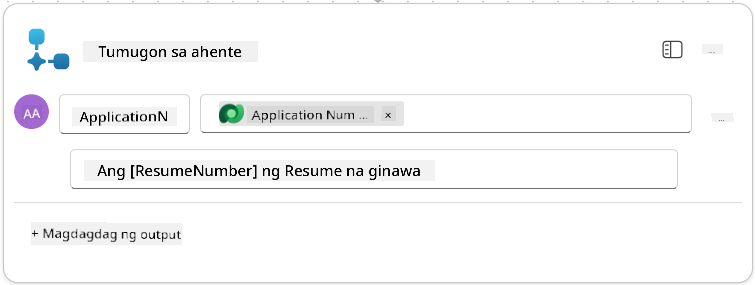 Tumugon sa ahente
...
AA ApplicationN Application Num ... ×
...
Ang [ResumeNumber] ng Resume na ginawa
+ Magdagdag ng output